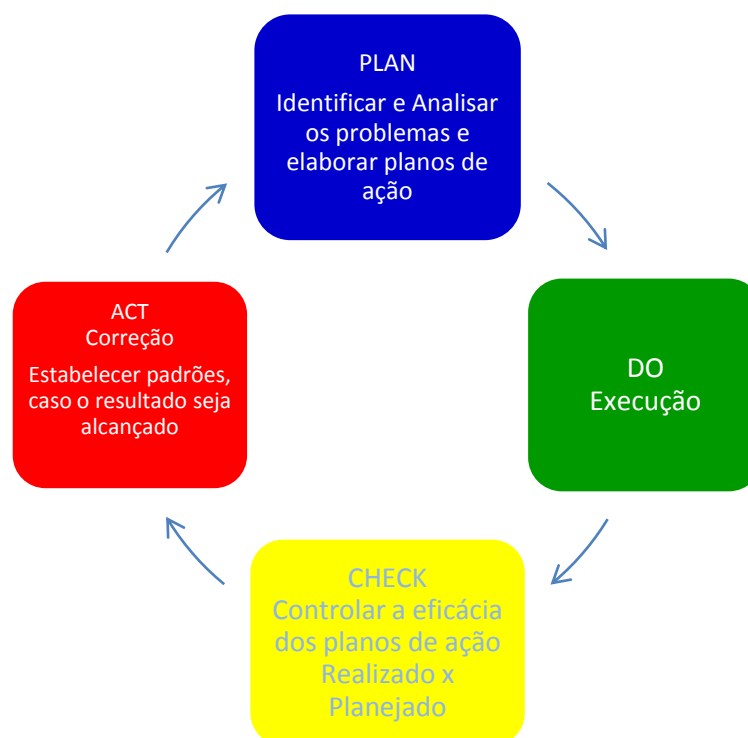 PLAN
Identificar e Analisar
os problemas e
elaborar planos de
ação
DO
Execução
CHECK
Controlar a eficácia
dos planos de ação
Realizado x
Planejado
ACT
Correção
Estabelecer padrões,
caso o resultado seja
alcançado